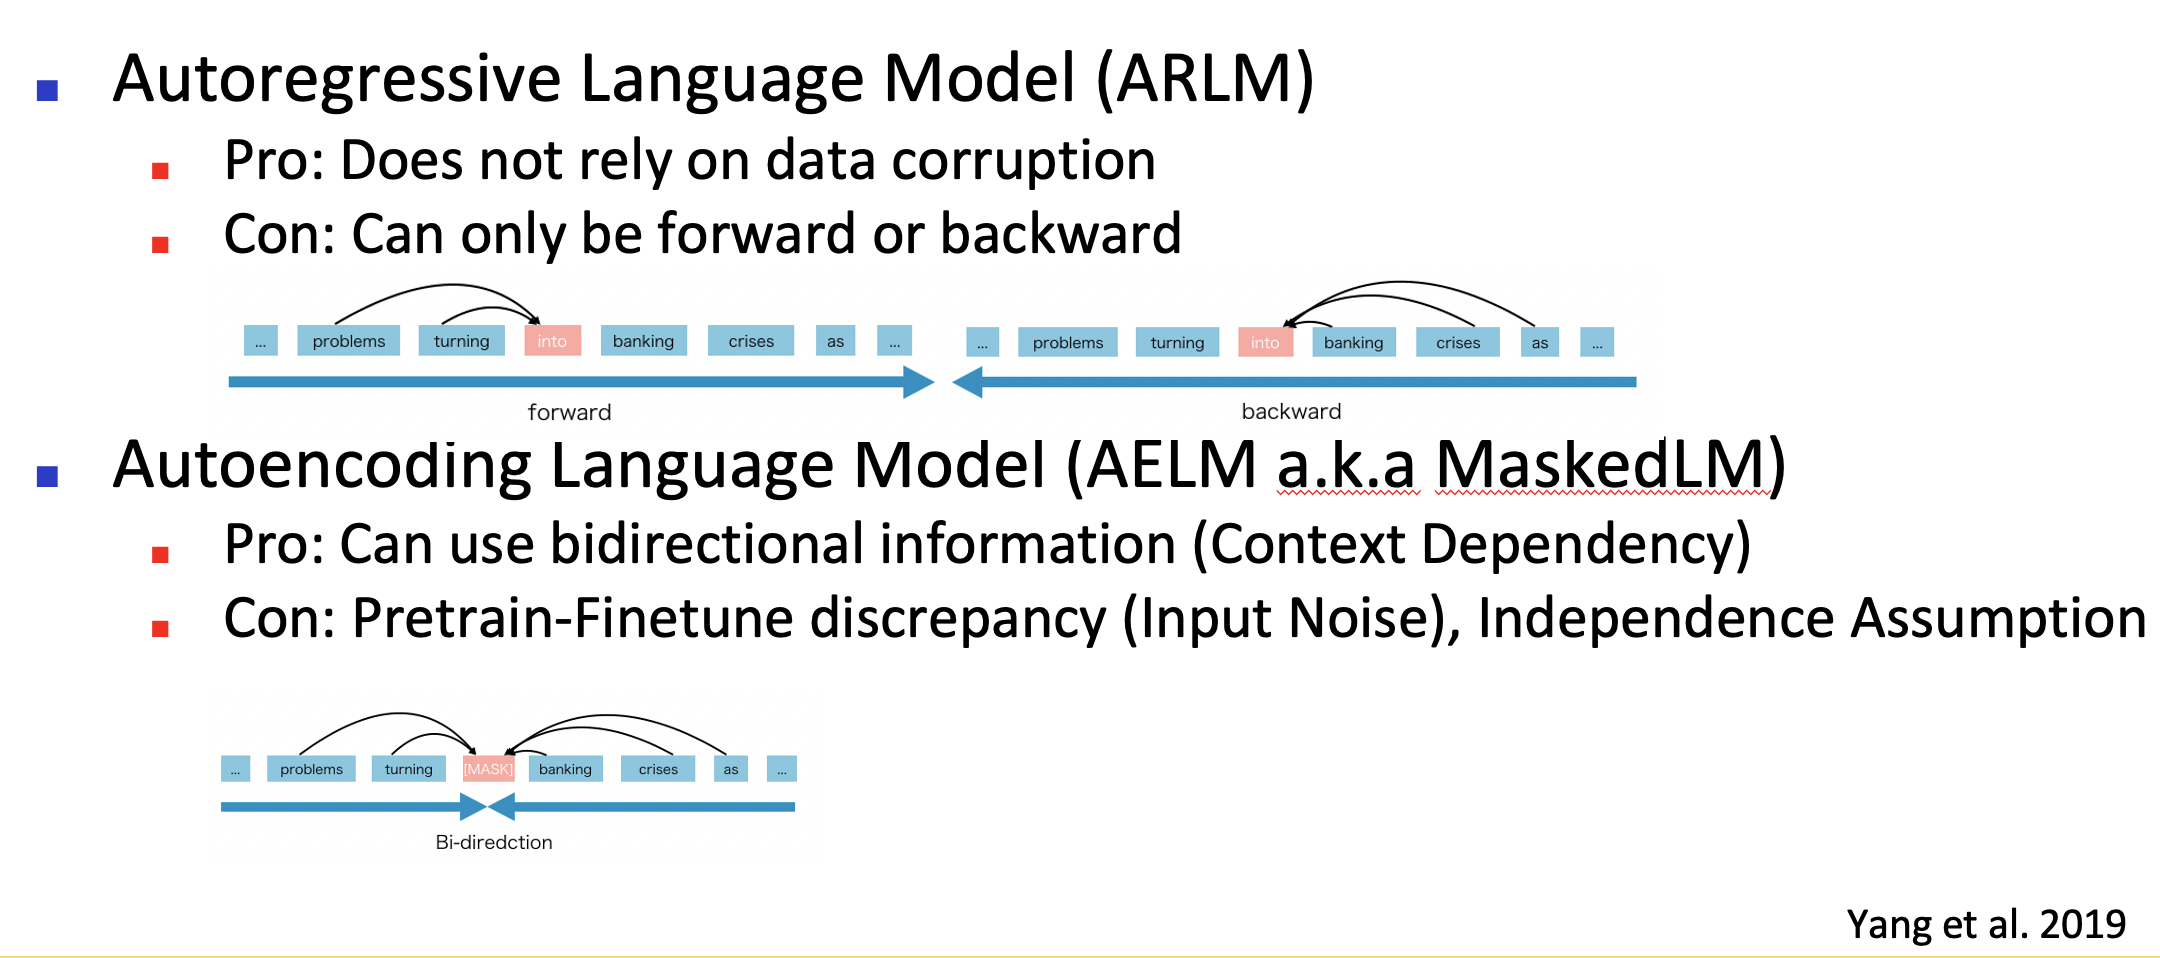 Autoregressive Language Model (ARLM)
Pro: Does not rely on data corruption
Con: Can only be forward or backward
... problems turning into banking crises as ...
forward
... problems turning into banking crises as ...
backward
Autoencoding Language Model (AELM a.k.a MaskedLM)
Pro: Can use bidirectional information (Context Dependency)
Con: Pretrain-Finetune discrepancy (Input Noise), Independence Assumption
... problems turning [MASK] banking crises as ...
Bi-diredction
Yang et al. 2019